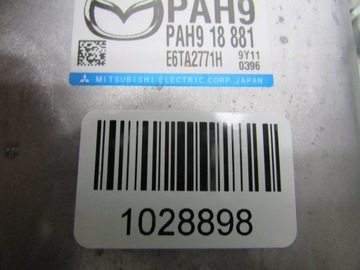 PAH9
PAH9 18 881
E6TA2771H
9Y11
0396
MITSUBISHI ELECTRIC CORP. JAPAN
1028898